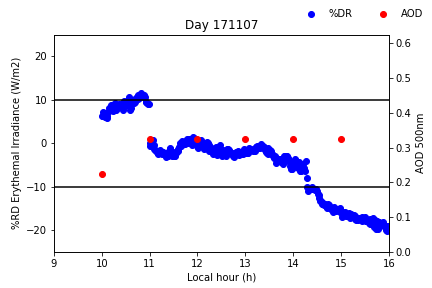 %DR AOD
Day 171107
%RD Erythemal Irradiance (W/m2)
20
10
0
−10
−20
0.6
0.5
0.4
0.3
0.2
0.1
0.0
AOD 500nm
9 10 11 12 13 14 15 16
Local hour (h)